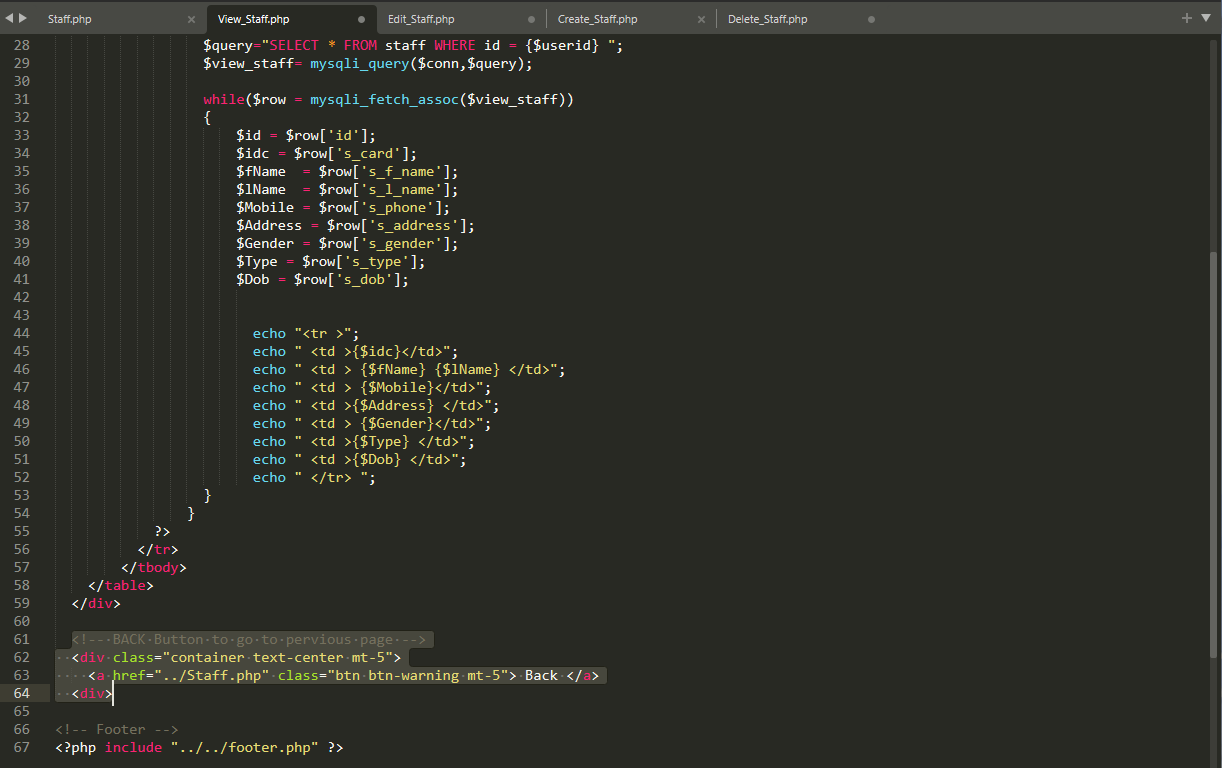 Staff.php × View_Staff.php Edit_Staff.php Create_Staff.php × Delete_Staff.php + ▼
28 $query="SELECT * FROM staff WHERE id = {$userid} ";
29 $view_staff= mysqli_query($conn,$query);
30
31 while($row = mysqli_fetch_assoc($view_staff))
32 {
33 $id = $row['id'];
34 $idc = $row['s_card'];
35 $fName  = $row['s_f_name'];
36 $lName  = $row['s_l_name'];
37 $Mobile = $row['s_phone'];
38 $Address = $row['s_address'];
39 $Gender = $row['s_gender'];
40 $Type = $row['s_type'];
41 $Dob = $row['s_dob'];
42
43
44 echo "<tr >";
45 echo " <td >{$idc}</td>";
46 echo " <td > {$fName} {$lName} </td>";
47 echo " <td > {$Mobile}</td>";
48 echo " <td >{$Address} </td>";
49 echo " <td > {$Gender}</td>";
50 echo " <td >{$Type} </td>";
51 echo " <td >{$Dob} </td>";
52 echo " </tr> ";
53 }
54 }
55 ?>
56 </tr>
57 </tbody>
58 </table>
59 </div>
60
61 <!-- BACK Button to go to pervious page -->
62 <div class="container text-center mt-5">
63 <a href="../Staff.php" class="btn btn-warning mt-5"> Back </a>
64 <div>
65
66 <!-- Footer -->
67 <?php include "../../footer.php" ?>